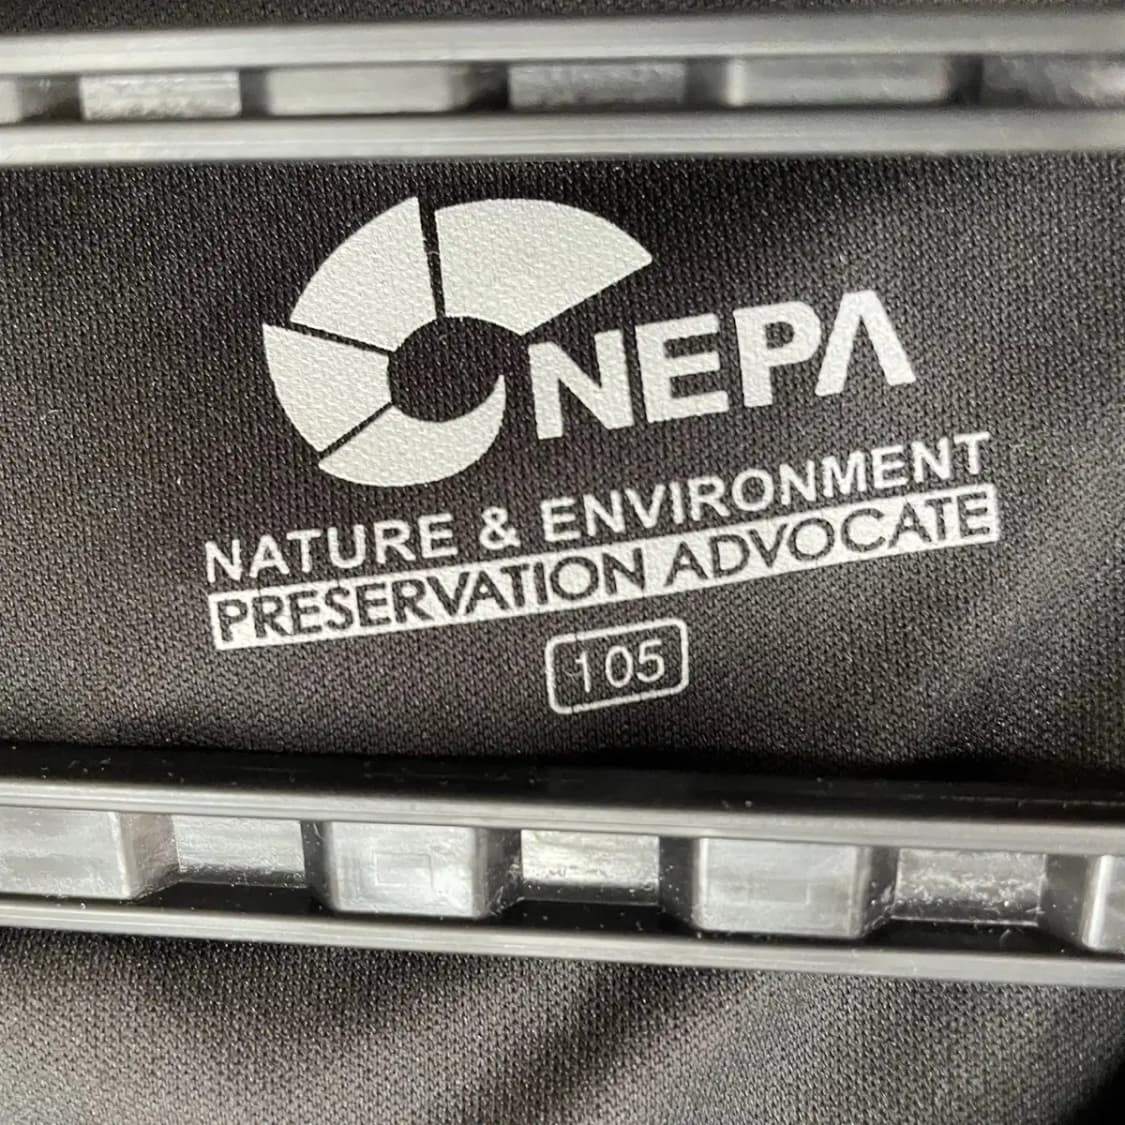 NEPA
NATURE & ENVIRONMENT
PRESERVATION ADVOCATE
105